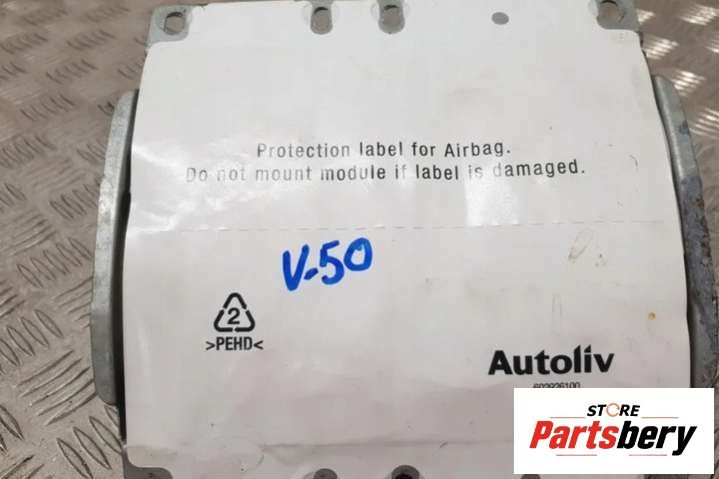 Protection label for Airbag.
Do not mount module if label is damaged.
V-50
2
>PEHD<
Autoliv
STORE
Partsbery